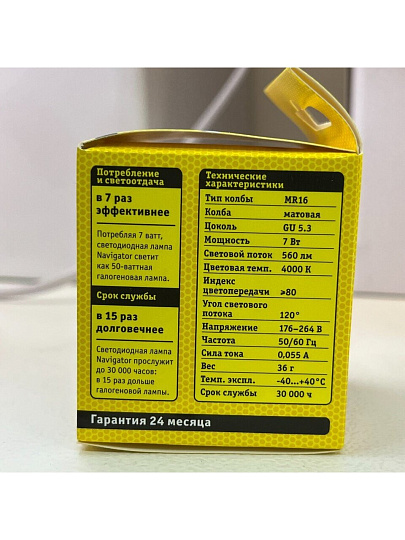 Потребление
и светоотдача
в 7 раз
эффективнее
Потребляя 7 ватт,
светодиодная лампа
Navigator светит
как 50-ваттная
галогеновая лампа.
Срок службы
в 15 раз
долговечнее
Светодиодная лампа
Navigator прослужит
до 30 000 часов:
в 15 раз дольше
галогеновой лампы.
Технические
характеристики
Тип колбы MR16
Колба матовая
Цоколь GU 5.3
Мощность 7 Вт
Световой поток 560 лм
Цветовая темп. 4000 К
Индекс
цветопередачи ≥80
Угол светового
потока 120°
Напряжение 176–264 В
Частота 50/60 Гц
Сила тока 0,055 А
Вес 36 г
Темп. экспл. -40...+40°С
Срок службы 30 000 ч
Гарантия 24 месяца